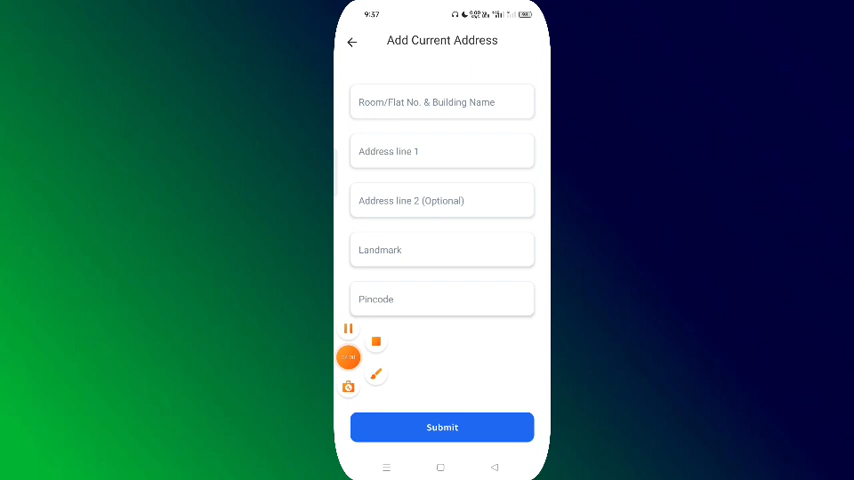 9:37
Add Current Address
Room/Flat No. & Building Name
Address line 1
Address line 2 (Optional)
Landmark
Pincode
Submit